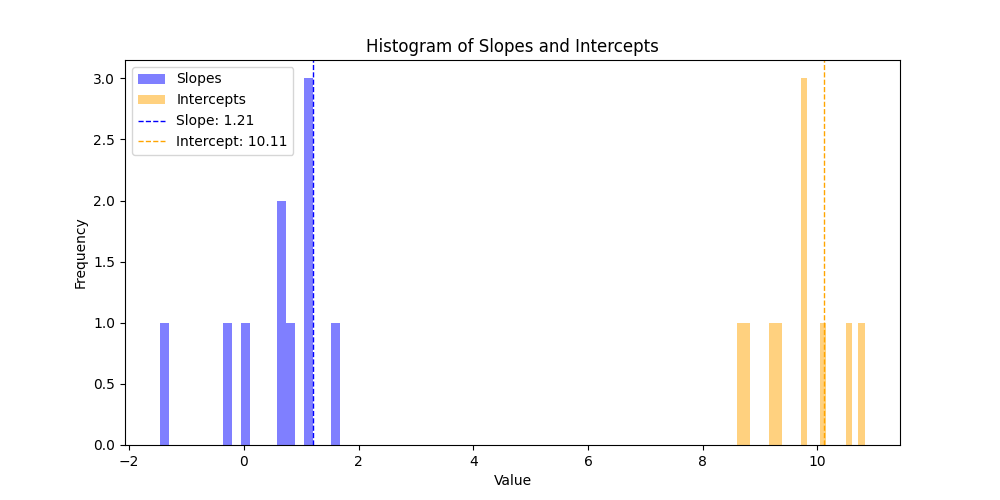 Histogram of Slopes and Intercepts
Slopes
Intercepts
Slope: 1.21
Intercept: 10.11
3.0
2.5
2.0
1.5
1.0
0.5
0.0
Frequency
−2 0 2 4 6 8 10
Value